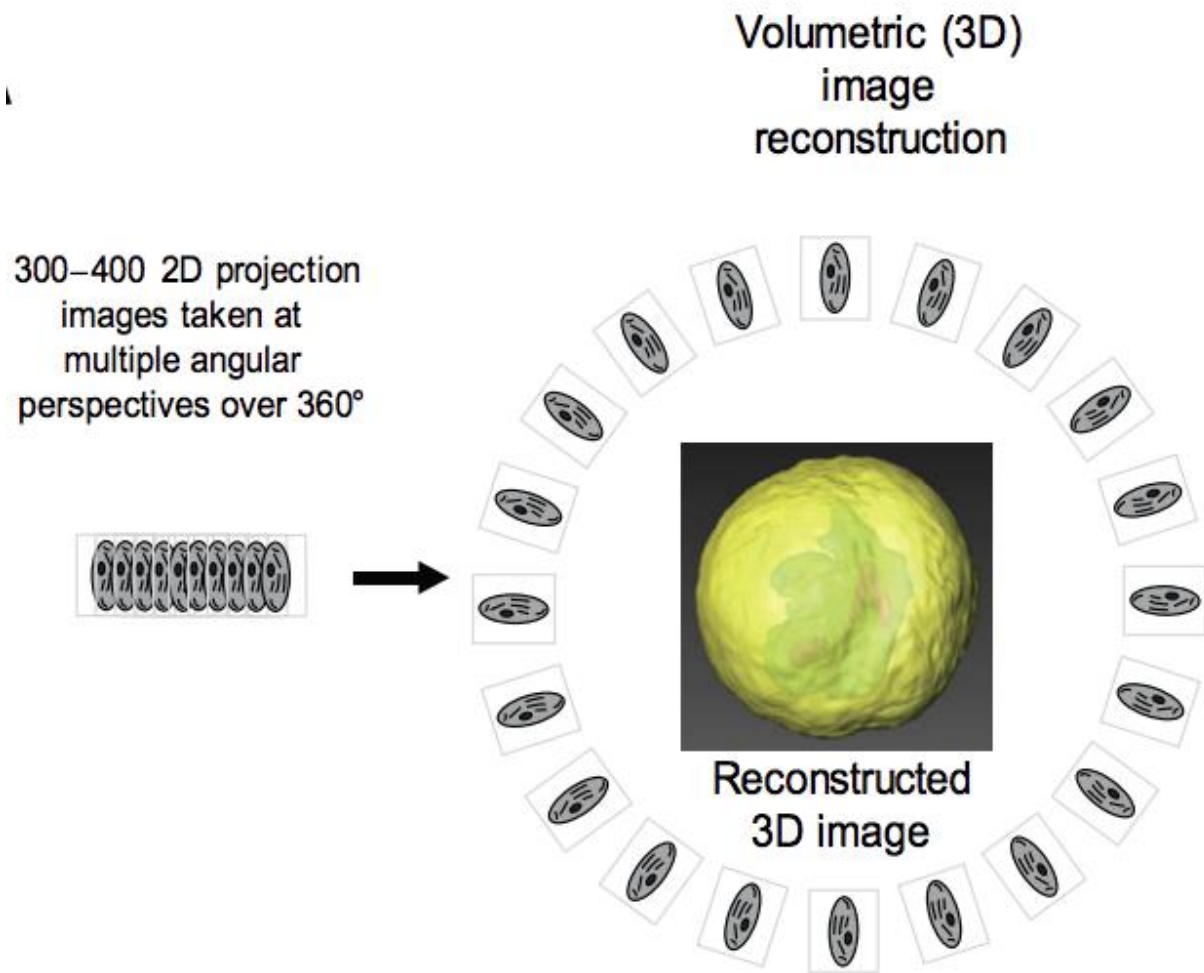 Volumetric (3D)
image
reconstruction
300–400 2D projection
images taken at
multiple angular
perspectives over 360°
Reconstructed
3D image